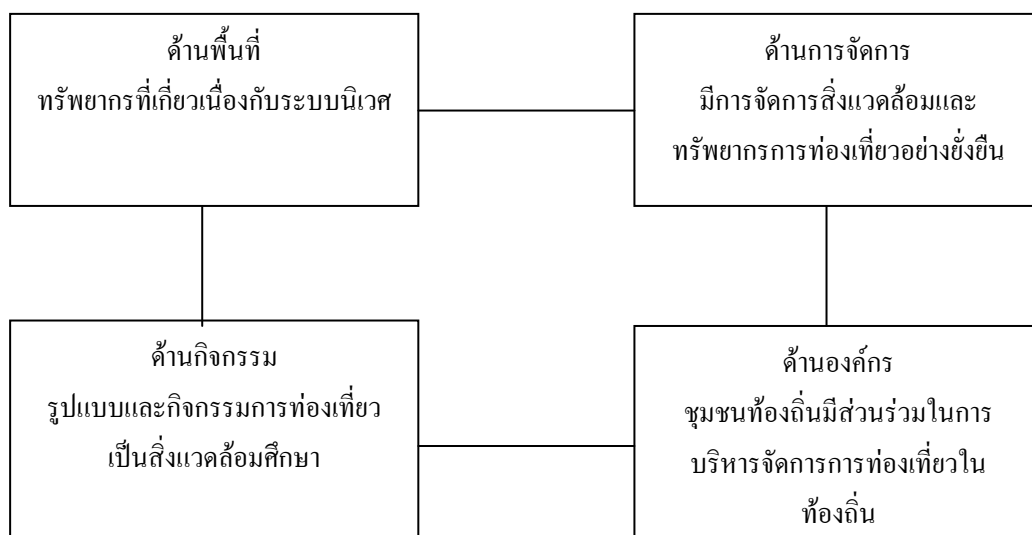 ด้านพื้นที่
ทรัพยากรที่เกี่ยวเนื่องกับระบบนิเวศ
ด้านการจัดการ
มีการจัดการสิ่งแวดล้อมและ
ทรัพยากรการท่องเที่ยวอย่างยั่งยืน
ด้านกิจกรรม
รูปแบบและกิจกรรมการท่องเที่ยว
เป็นสิ่งแวดล้อมศึกษา
ด้านองค์กร
ชุมชนท้องถิ่นมีส่วนร่วมในการ
บริหารจัดการการท่องเที่ยวใน
ท้องถิ่น